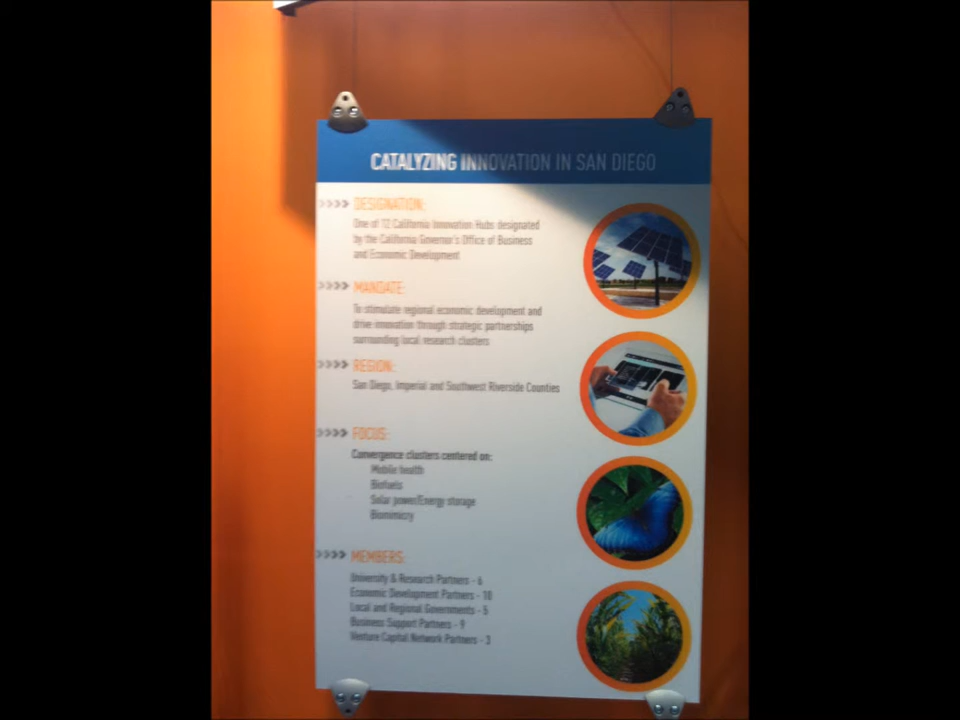 CATALYZING INNOVATION IN SAN DIEGO
>>>> DESIGNATION:
One of 12 California Innovation Hubs designated
by the California Governor's Office of Business
and Economic Development
>>>> MANDATE:
To stimulate regional economic development and
drive innovation through strategic partnerships
surrounding local research clusters
>>>> REGION:
San Diego, Imperial and Southwest Riverside Counties
>>>> FOCUS:
Convergence clusters centered on:
Mobile health
Biofuels
Solar power/Energy storage
Biomimicry
>>>> MEMBERS:
University & Research Partners - 6
Economic Development Partners - 10
Local and Regional Governments - 5
Business Support Partners - 9
Venture Capital Network Partners - 3